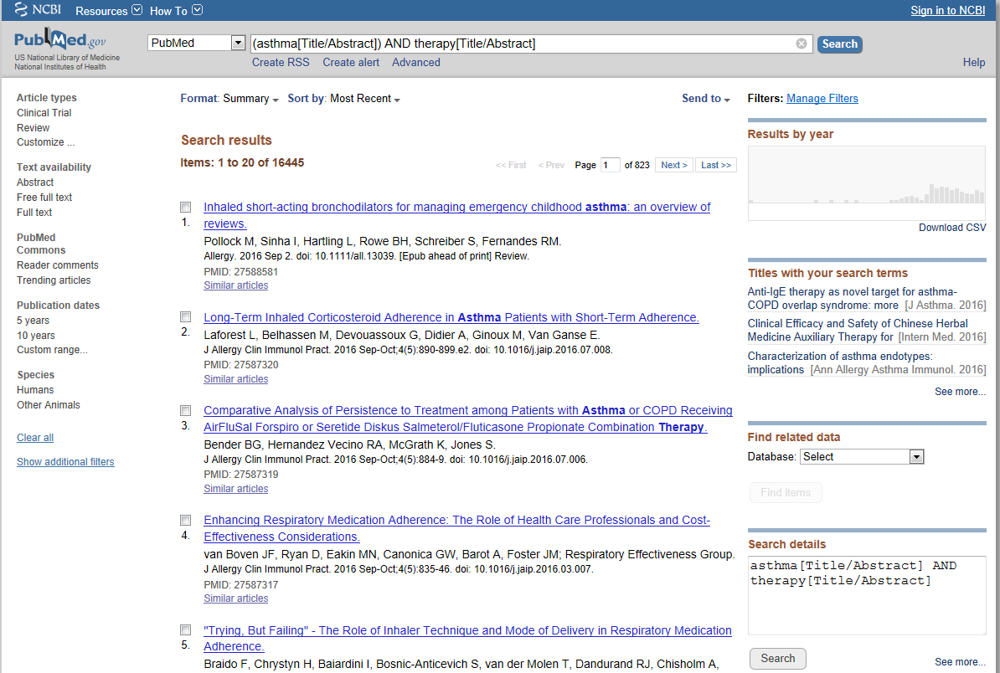 NCBI Resources How To Sign in to NCBI
PubMed.gov
US National Library of Medicine
National Institutes of Health
PubMed (asthma[Title/Abstract]) AND therapy[Title/Abstract] Search
Create RSS Create alert Advanced Help
Article types
Clinical Trial
Review
Customize ...
Text availability
Abstract
Free full text
Full text
PubMed
Commons
Reader comments
Trending articles
Publication dates
5 years
10 years
Custom range...
Species
Humans
Other Animals
Clear all
Show additional filters
Format: Summary Sort by: Most Recent Send to
Search results
Items: 1 to 20 of 16445
<< First < Prev Page 1 of 823 Next > Last >>
Inhaled short-acting bronchodilators for managing emergency childhood asthma: an overview of
1. reviews.
Pollock M, Sinha I, Hartling L, Rowe BH, Schreiber S, Fernandes RM.
Allergy. 2016 Sep 2. doi: 10.1111/all.13039. [Epub ahead of print] Review.
PMID: 27588581
Similar articles
Long-Term Inhaled Corticosteroid Adherence in Asthma Patients with Short-Term Adherence.
2. Laforest L, Belhassen M, Devouassoux G, Didier A, Ginoux M, Van Ganse E.
J Allergy Clin Immunol Pract. 2016 Sep-Oct;4(5):890-899.e2. doi: 10.1016/j.jaip.2016.07.008.
PMID: 27587320
Similar articles
Comparative Analysis of Persistence to Treatment among Patients with Asthma or COPD Receiving
3. AirFluSal Forspiro or Seretide Diskus Salmeterol/Fluticasone Propionate Combination Therapy.
Bender BG, Hernandez Vecino RA, McGrath K, Jones S.
J Allergy Clin Immunol Pract. 2016 Sep-Oct;4(5):884-9. doi: 10.1016/j.jaip.2016.07.006.
PMID: 27587319
Similar articles
Enhancing Respiratory Medication Adherence: The Role of Health Care Professionals and Cost-
4. Effectiveness Considerations.
van Boven JF, Ryan D, Eakin MN, Canonica GW, Barot A, Foster JM; Respiratory Effectiveness Group.
J Allergy Clin Immunol Pract. 2016 Sep-Oct;4(5):835-46. doi: 10.1016/j.jaip.2016.03.007.
PMID: 27587317
Similar articles
"Trying, But Failing" - The Role of Inhaler Technique and Mode of Delivery in Respiratory Medication
5. Adherence.
Braido F, Chrystyn H, Baiardini I, Bosnic-Anticevich S, van der Molen T, Dandurand RJ, Chisholm A,
Filters: Manage Filters
Results by year
Download CSV
Titles with your search terms
Anti-IgE therapy as novel target for asthma-
COPD overlap syndrome: more [J Asthma. 2016]
Clinical Efficacy and Safety of Chinese Herbal
Medicine Auxiliary Therapy for [Intern Med. 2016]
Characterization of asthma endotypes:
implications [Ann Allergy Asthma Immunol. 2016]
See more...
Find related data
Database: Select
Find items
Search details
asthma[Title/Abstract] AND
therapy[Title/Abstract]
Search See more...